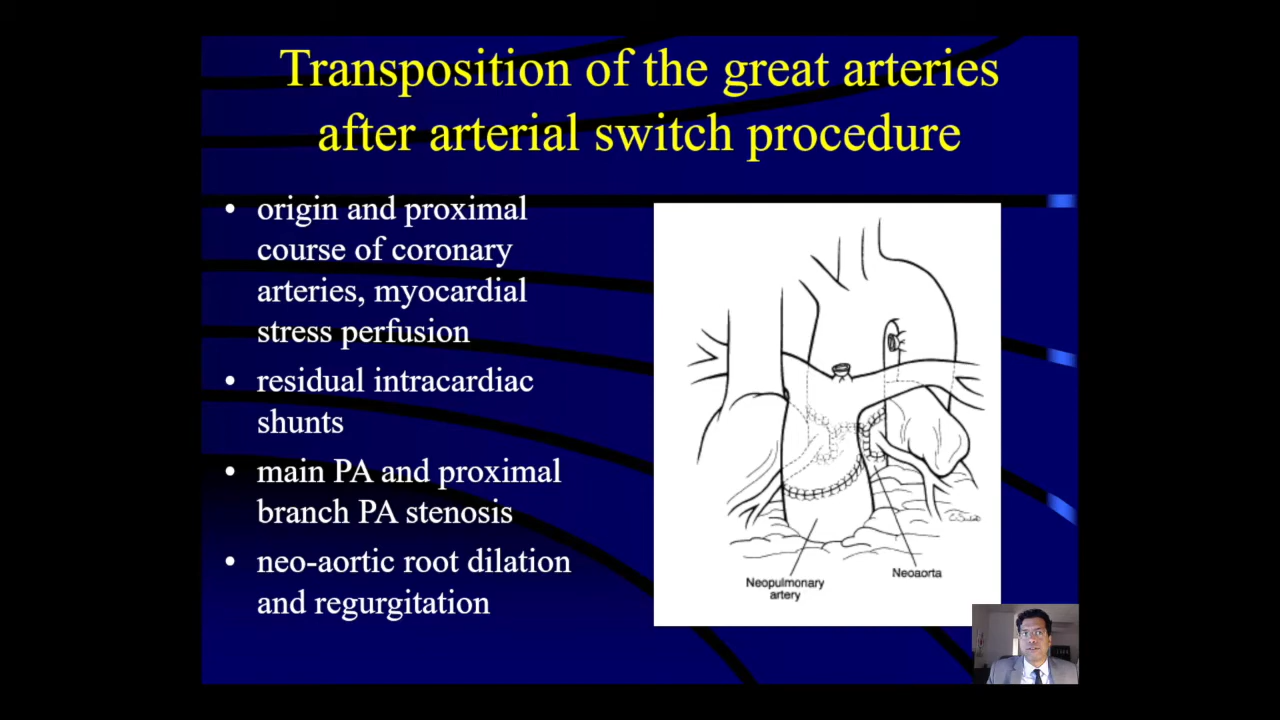 Transposition of the great arteries
after arterial switch procedure
• origin and proximal
course of coronary
arteries, myocardial
stress perfusion
• residual intracardiac
shunts
• main PA and proximal
branch PA stenosis
• neo-aortic root dilation
and regurgitation
Neopulmonary
artery
Neoaorta